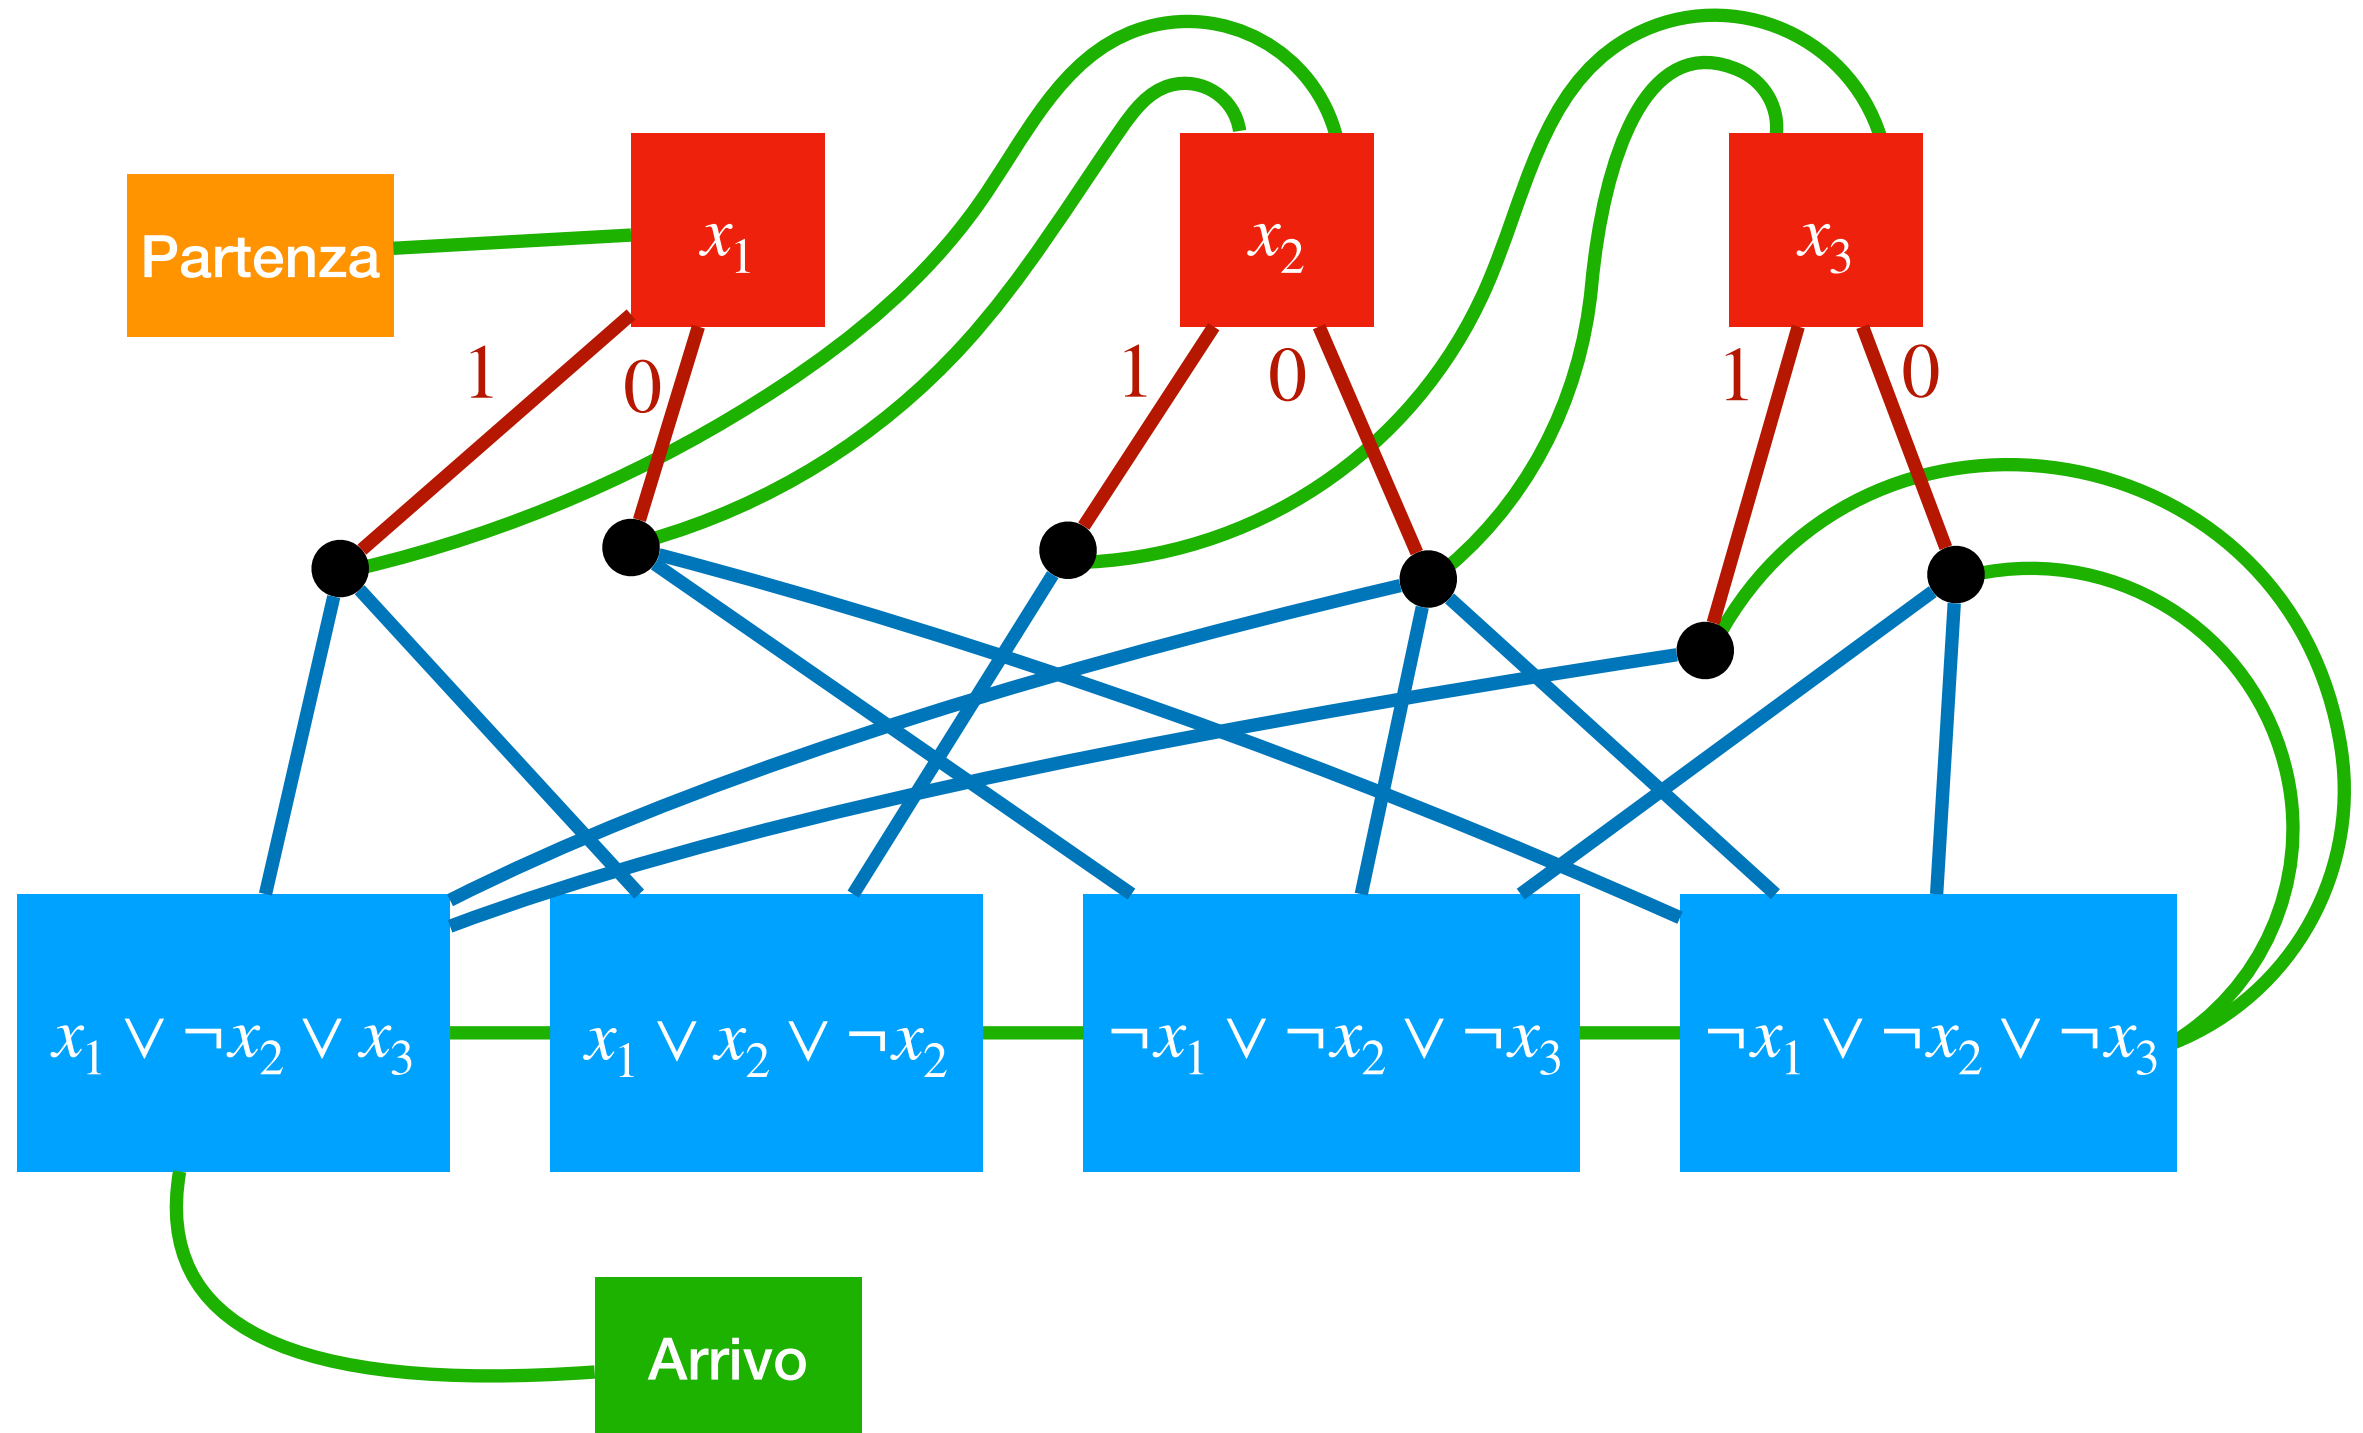 Partenza
x₁
x₂
x₃
1
0
1
0
1
0
x₁ ∨ ¬x₂ ∨ x₃
x₁ ∨ x₂ ∨ ¬x₂
¬x₁ ∨ ¬x₂ ∨ ¬x₃
¬x₁ ∨ ¬x₂ ∨ ¬x₃
Arrivo